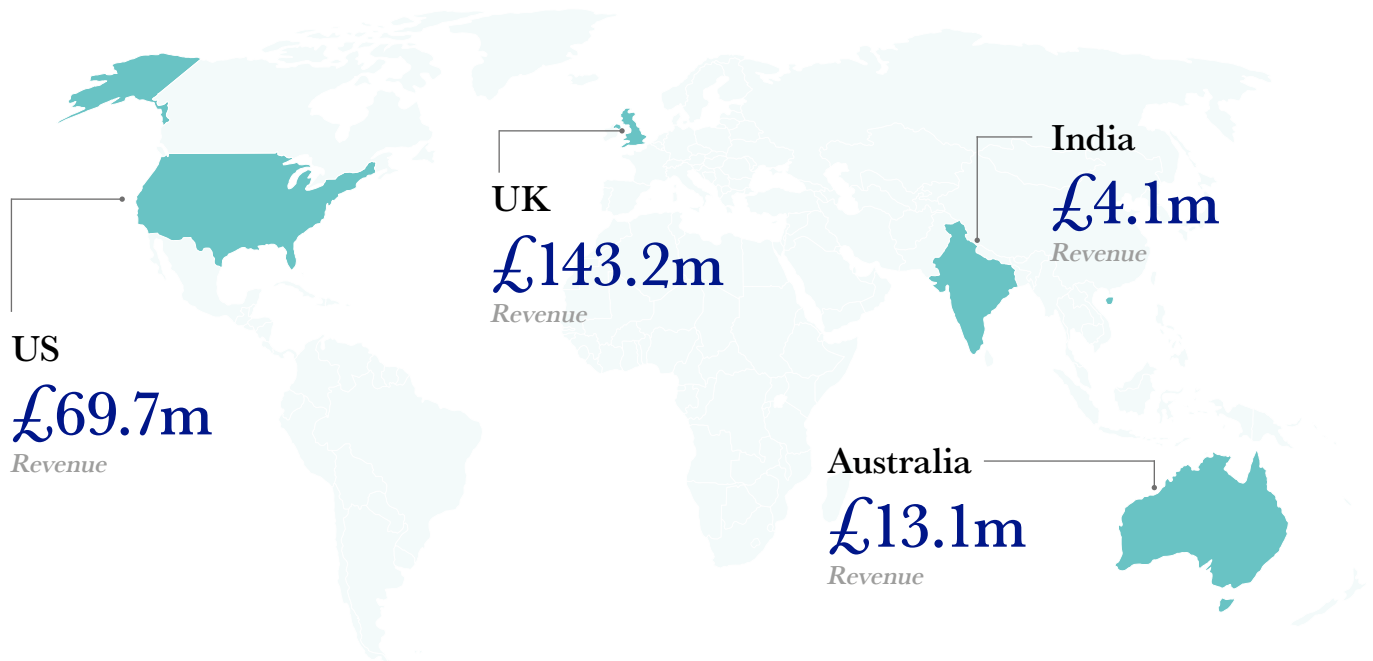 US
£69.7m
Revenue
UK
£143.2m
Revenue
India
£4.1m
Revenue
Australia
£13.1m
Revenue